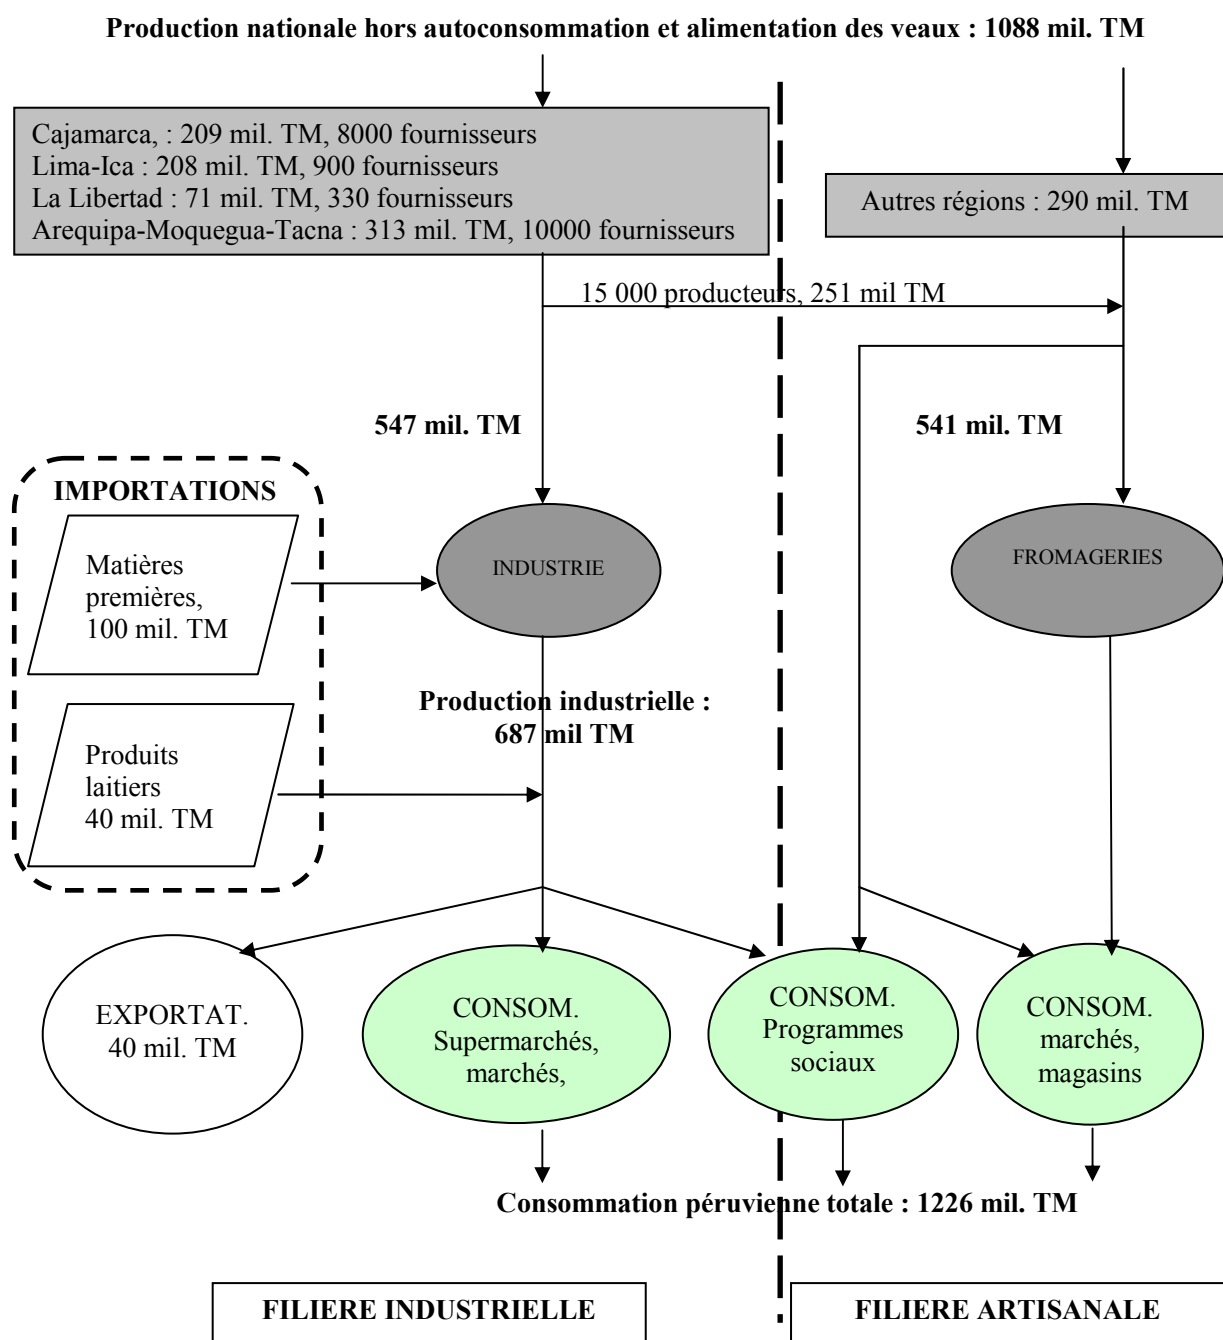 Production nationale hors autoconsommation et alimentation des veaux : 1088 mil. TM
Cajamarca, : 209 mil. TM, 8000 fournisseurs
Lima-Ica : 208 mil. TM, 900 fournisseurs
La Libertad : 71 mil. TM, 330 fournisseurs
Arequipa-Moquegua-Tacna : 313 mil. TM, 10000 fournisseurs
Autres régions : 290 mil. TM
15 000 producteurs, 251 mil TM
547 mil. TM
541 mil. TM
IMPORTATIONS
Matières
premières,
100 mil. TM
INDUSTRIE
FROMAGERIES
Production industrielle :
687 mil TM
Produits
laitiers
40 mil. TM
EXPORTAT.
40 mil. TM
CONSOM.
Supermarchés,
marchés,
CONSOM.
Programmes
sociaux
CONSOM.
marchés,
magasins
Consommation péruvienne totale : 1226 mil. TM
FILIERE INDUSTRIELLE
FILIERE ARTISANALE